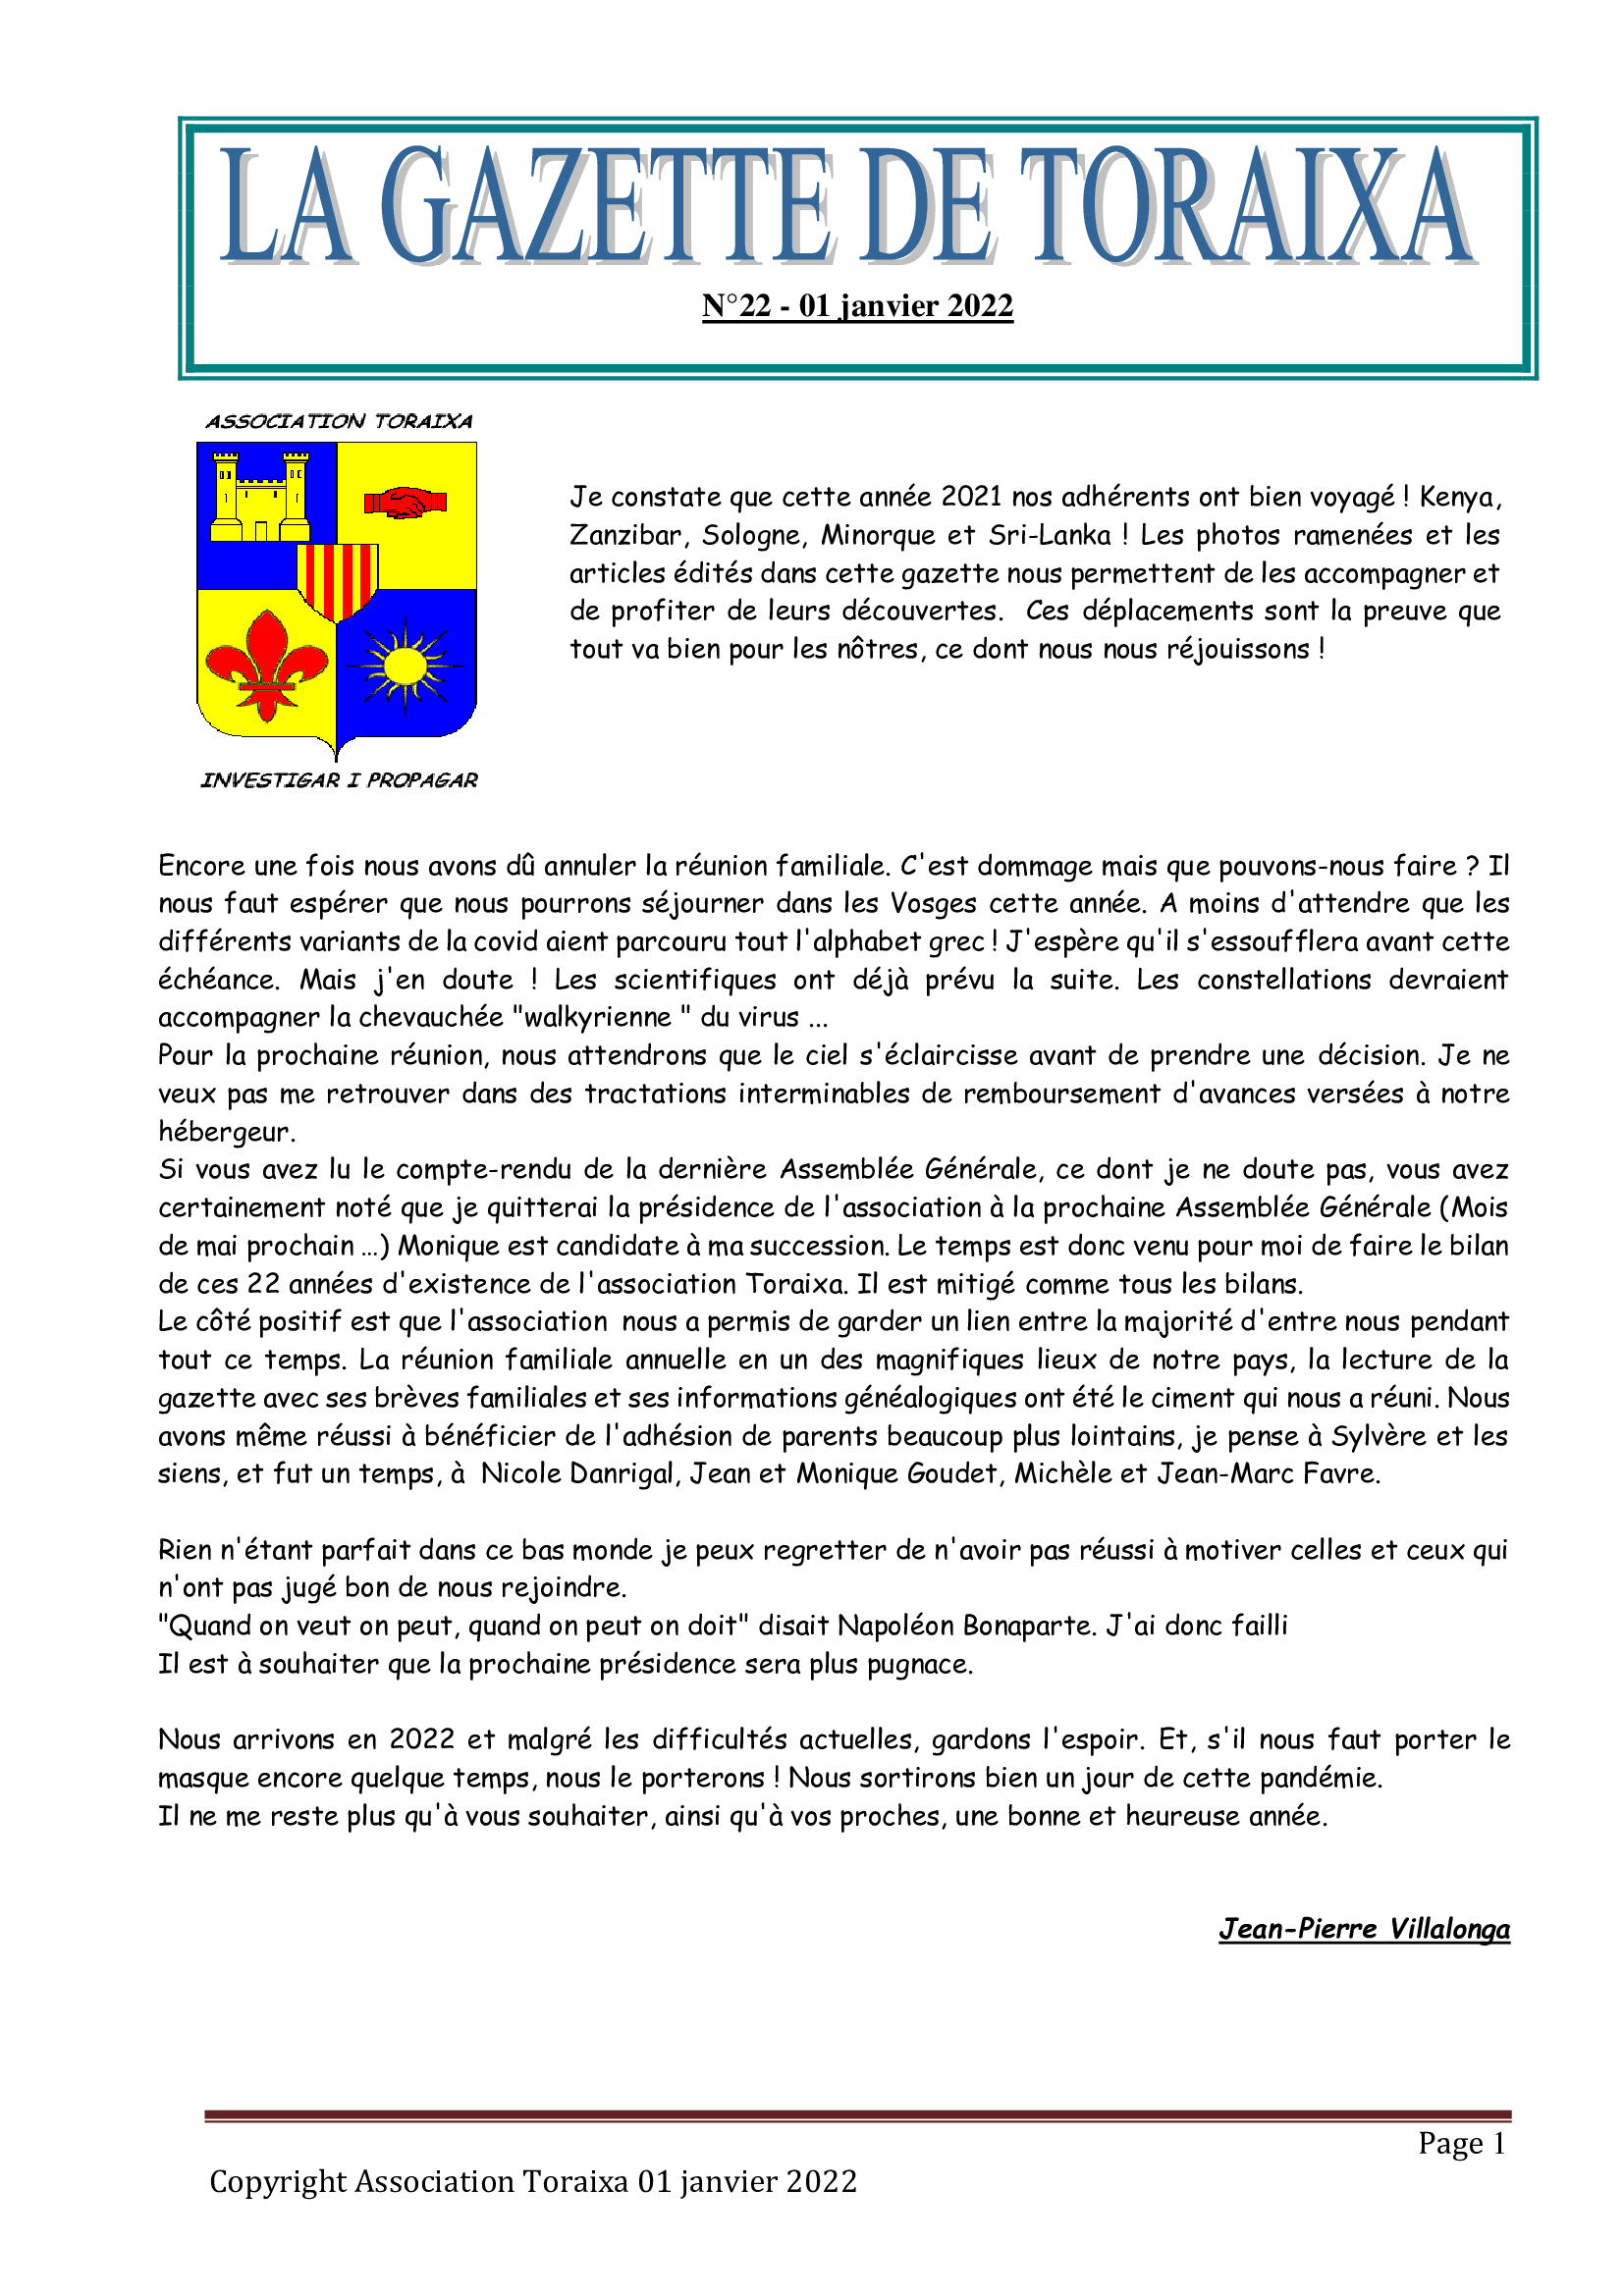 LA GAZETTE DE TORAIXA
N°22 - 01 janvier 2022
ASSOCIATION TORAIXA
INVESTIGAR I PROPAGAR
Je constate que cette année 2021 nos adhérents ont bien voyagé ! Kenya,
Zanzibar, Sologne, Minorque et Sri-Lanka ! Les photos ramenées et les
articles édités dans cette gazette nous permettent de les accompagner et
de profiter de leurs découvertes. Ces déplacements sont la preuve que
tout va bien pour les nôtres, ce dont nous nous réjouissons !
Encore une fois nous avons dû annuler la réunion familiale. C'est dommage mais que pouvons-nous faire ? Il
nous faut espérer que nous pourrons séjourner dans les Vosges cette année. A moins d'attendre que les
différents variants de la covid aient parcouru tout l'alphabet grec ! J'espère qu'il s'essoufflera avant cette
échéance. Mais j'en doute ! Les scientifiques ont déjà prévu la suite. Les constellations devraient
accompagner la chevauchée "walkyrienne " du virus ...
Pour la prochaine réunion, nous attendrons que le ciel s'éclaircisse avant de prendre une décision. Je ne
veux pas me retrouver dans des tractations interminables de remboursement d'avances versées à notre
hébergeur.
Si vous avez lu le compte-rendu de la dernière Assemblée Générale, ce dont je ne doute pas, vous avez
certainement noté que je quitterai la présidence de l'association à la prochaine Assemblée Générale (Mois
de mai prochain …) Monique est candidate à ma succession. Le temps est donc venu pour moi de faire le bilan
de ces 22 années d'existence de l'association Toraixa. Il est mitigé comme tous les bilans.
Le côté positif est que l'association nous a permis de garder un lien entre la majorité d'entre nous pendant
tout ce temps. La réunion familiale annuelle en un des magnifiques lieux de notre pays, la lecture de la
gazette avec ses brèves familiales et ses informations généalogiques ont été le ciment qui nous a réuni. Nous
avons même réussi à bénéficier de l'adhésion de parents beaucoup plus lointains, je pense à Sylvère et les
siens, et fut un temps, à Nicole Danrigal, Jean et Monique Goudet, Michèle et Jean-Marc Favre.
Rien n'étant parfait dans ce bas monde je peux regretter de n'avoir pas réussi à motiver celles et ceux qui
n'ont pas jugé bon de nous rejoindre.
"Quand on veut on peut, quand on peut on doit" disait Napoléon Bonaparte. J'ai donc failli
Il est à souhaiter que la prochaine présidence sera plus pugnace.
Nous arrivons en 2022 et malgré les difficultés actuelles, gardons l'espoir. Et, s'il nous faut porter le
masque encore quelque temps, nous le porterons ! Nous sortirons bien un jour de cette pandémie.
Il ne me reste plus qu'à vous souhaiter, ainsi qu'à vos proches, une bonne et heureuse année.
Jean-Pierre Villalonga
Page 1
Copyright Association Toraixa 01 janvier 2022